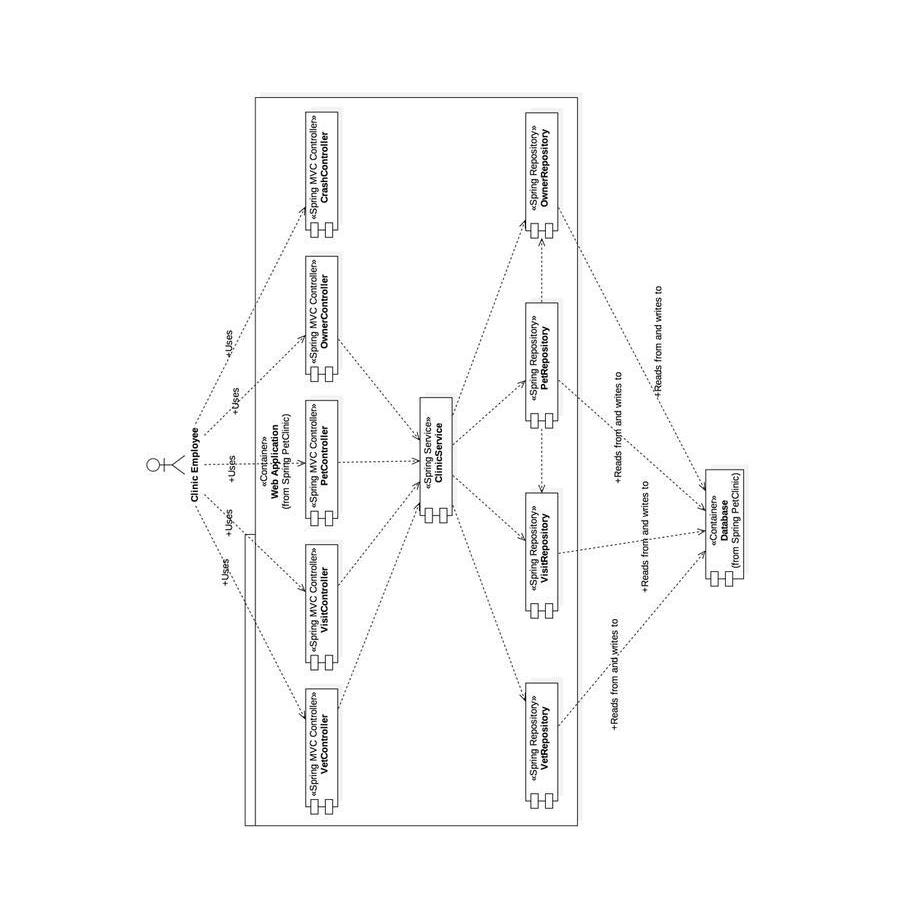 Clinic Employee
+Uses
+Uses
+Uses
+Uses
+Uses
«Container»
Web Application
(from Spring PetClinic)
«Spring MVC Controller»
VetController
«Spring MVC Controller»
VisitController
«Spring MVC Controller»
PetController
«Spring MVC Controller»
OwnerController
«Spring MVC Controller»
CrashController
«Spring Service»
ClinicService
«Spring Repository»
VetRepository
«Spring Repository»
VisitRepository
«Spring Repository»
PetRepository
«Spring Repository»
OwnerRepository
+Reads from and writes to
+Reads from and writes to
+Reads from and writes to
+Reads from and writes to
«Container»
Database
(from Spring PetClinic)